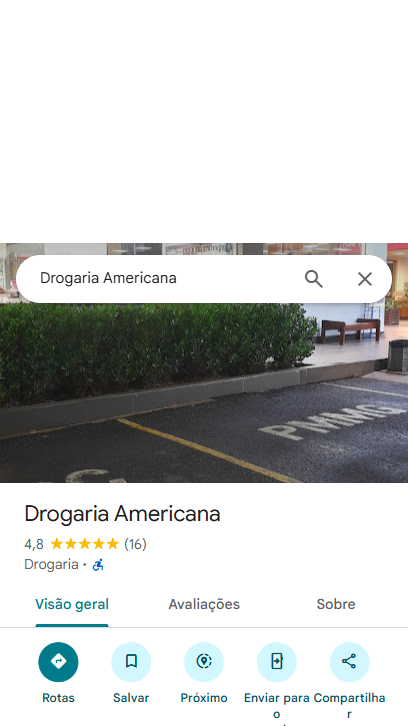 Drogaria Americana
PMMG
Drogaria Americana
4,8 (16)
Drogaria ·
Visão geral Avaliações Sobre
Rotas Salvar Próximo Enviar para o Compartilhar